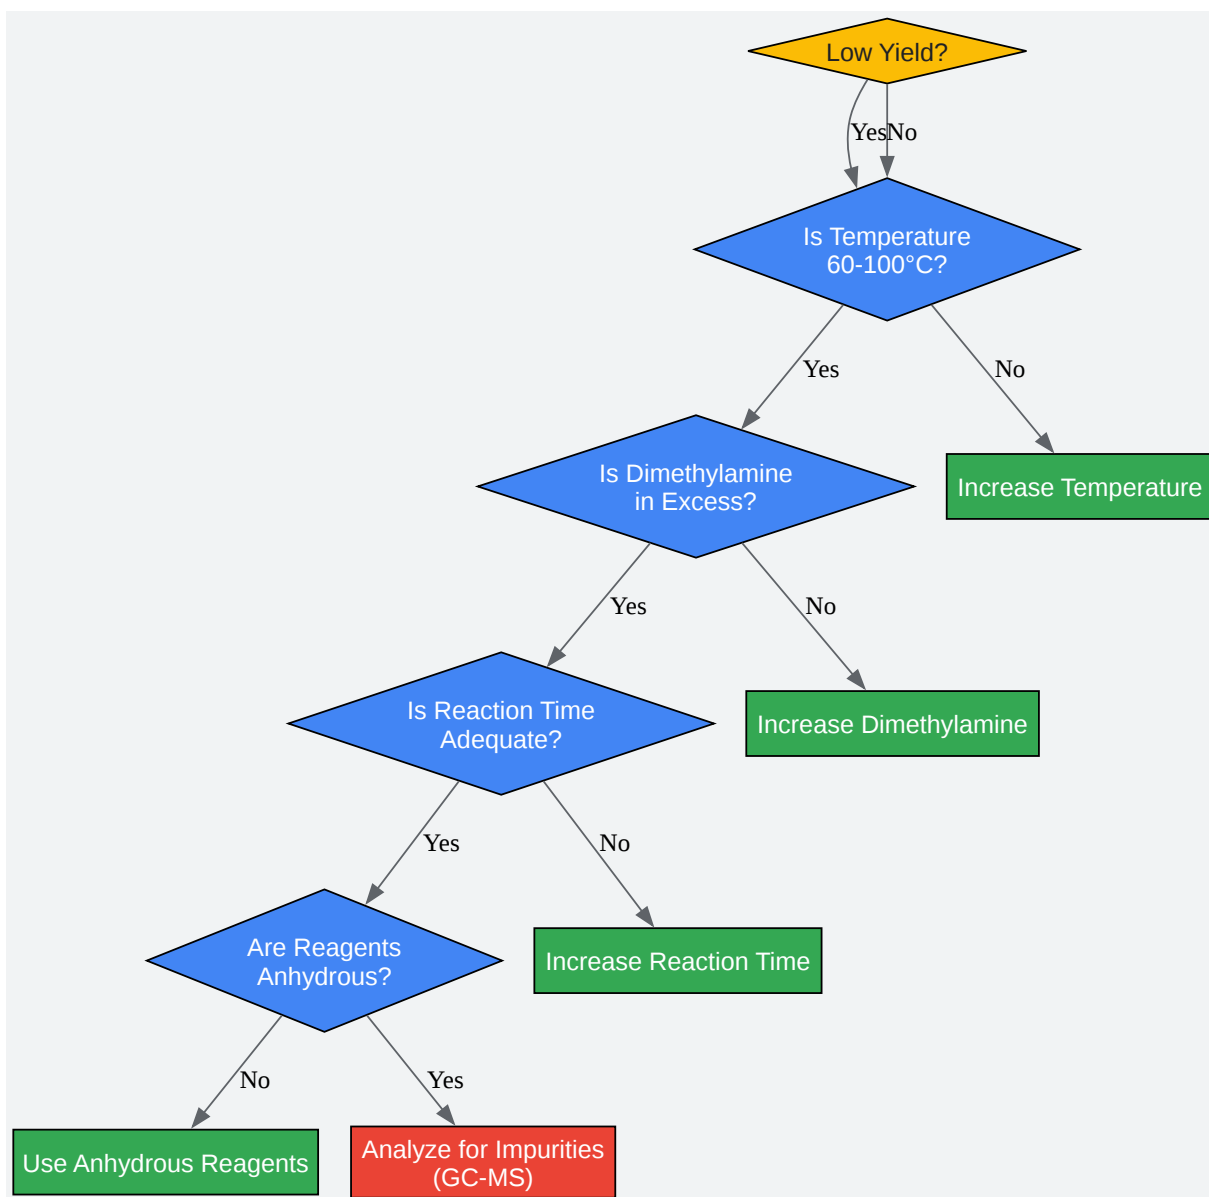 Low Yield?
Yes
No
Is Temperature
60-100°C?
Yes
No
Is Dimethylamine
in Excess?
Increase Temperature
Yes
No
Is Reaction Time
Adequate?
Increase Dimethylamine
Yes
No
Are Reagents
Anhydrous?
Increase Reaction Time
No
Yes
Use Anhydrous Reagents
Analyze for Impurities
(GC-MS)